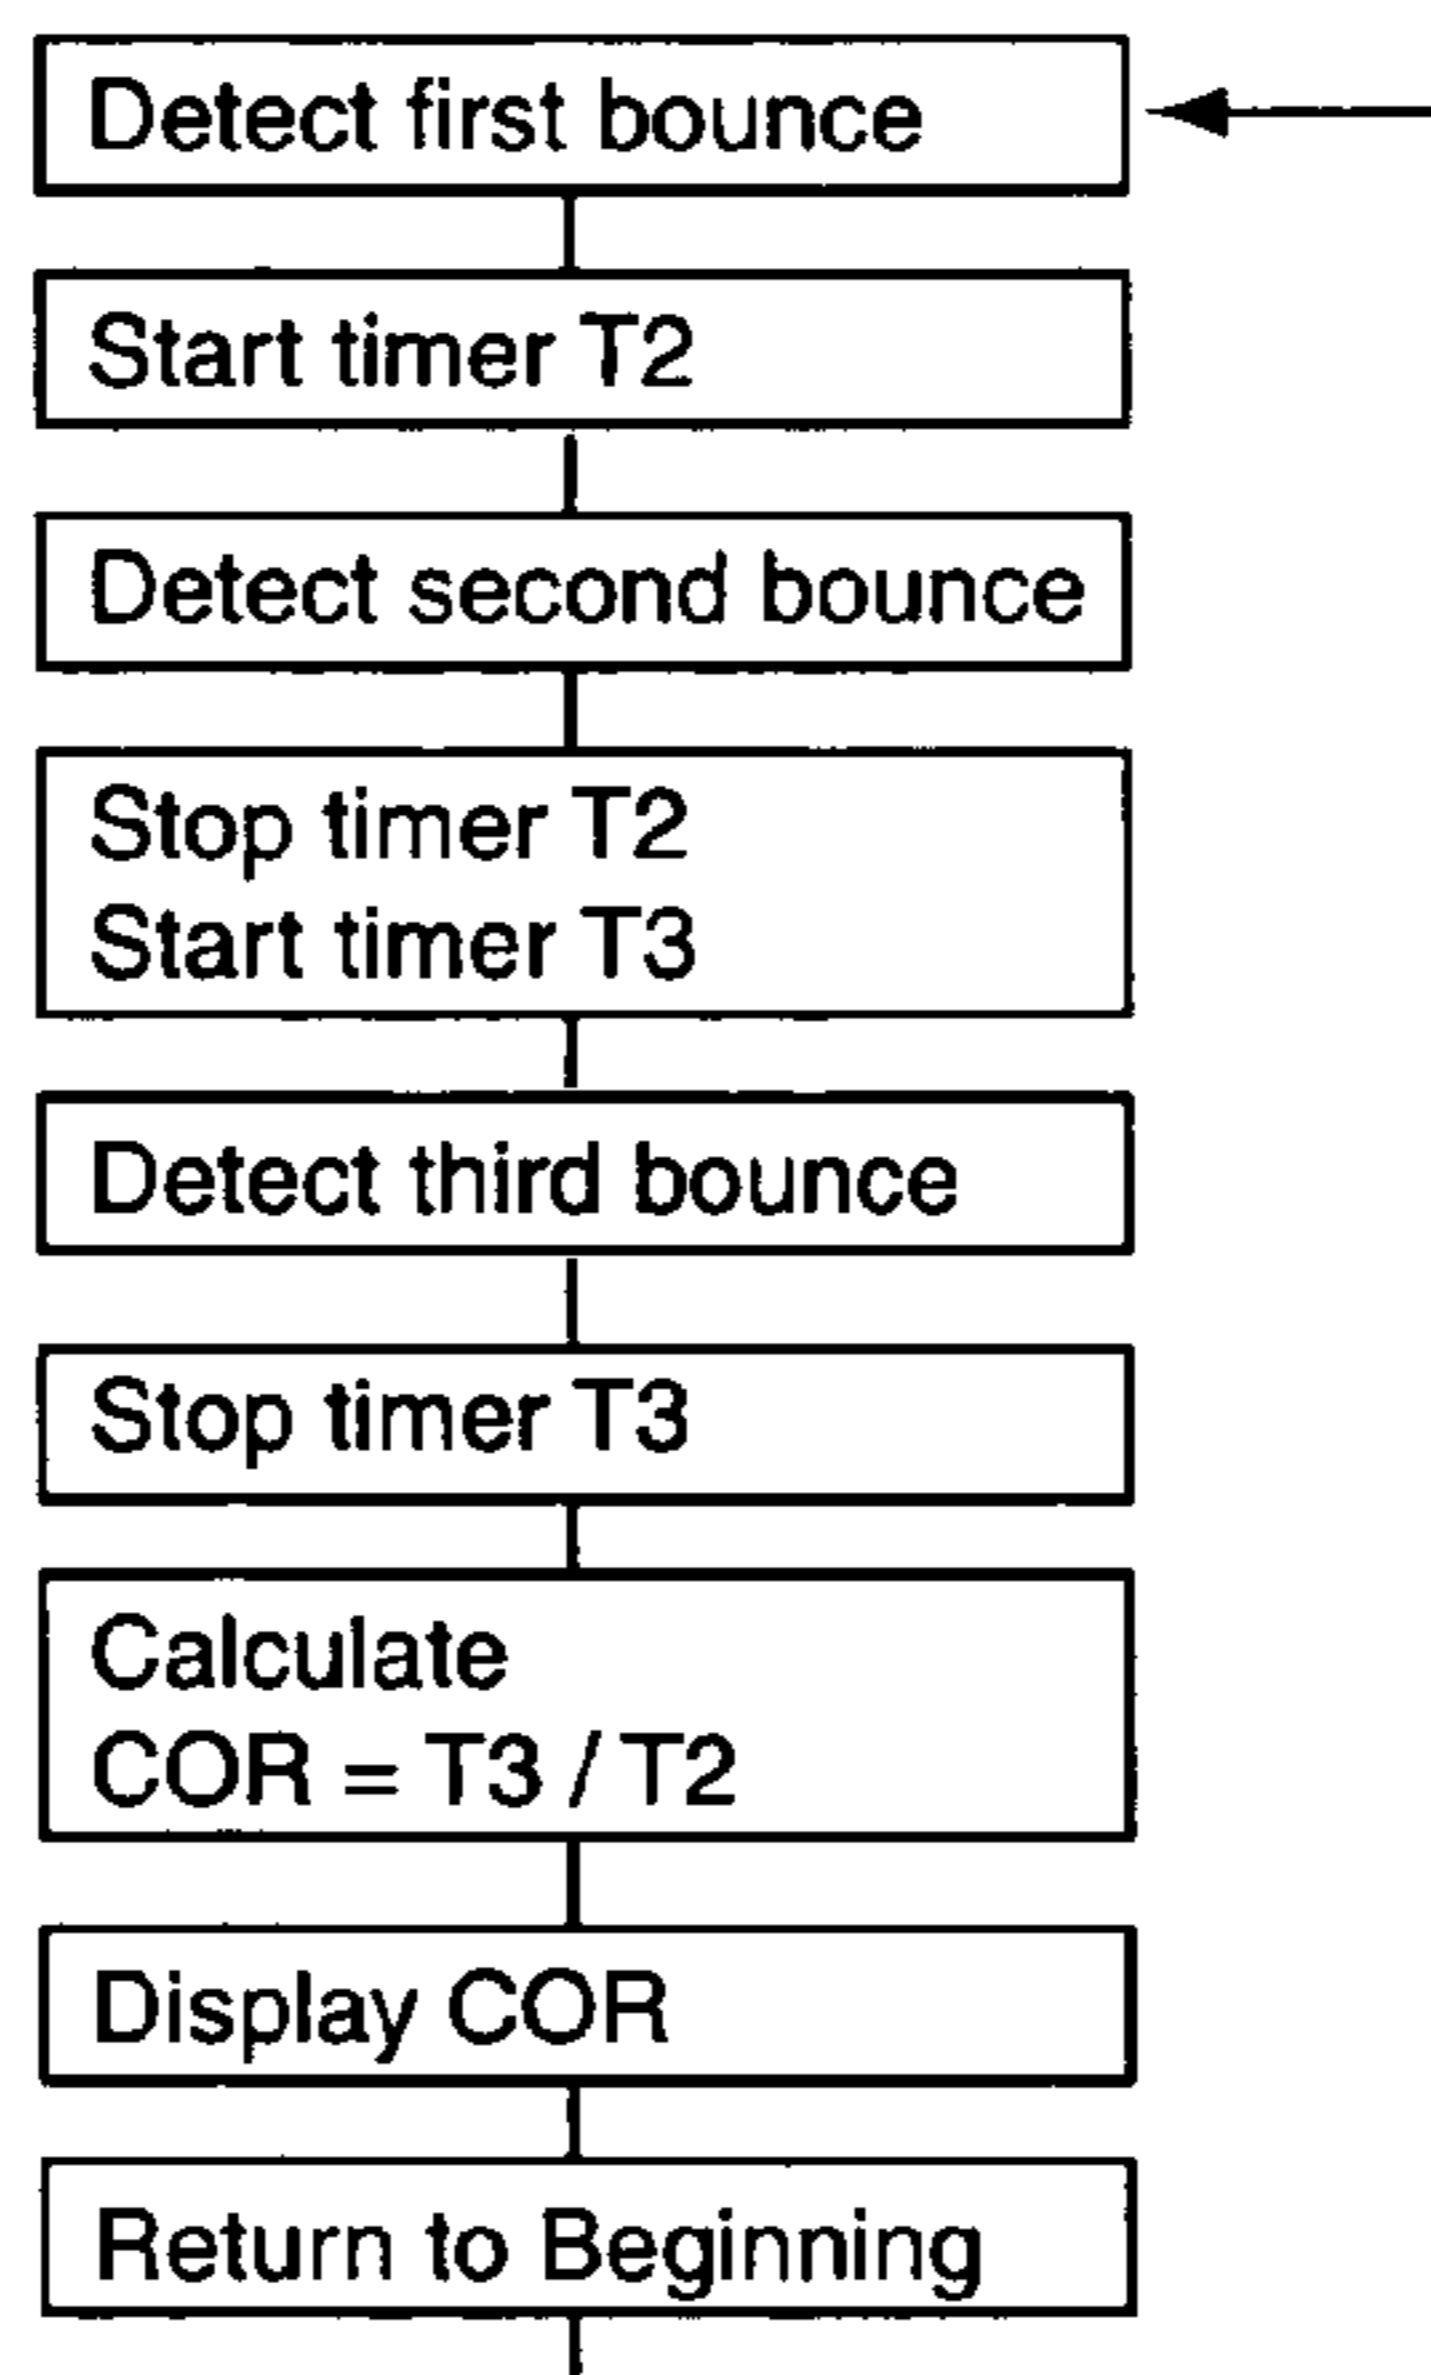 Detect first bounce
Start timer T2
Detect second bounce
Stop timer T2
Start timer T3
Detect third bounce
Stop timer T3
Calculate
COR = T3 / T2
Display COR
Return to Beginning